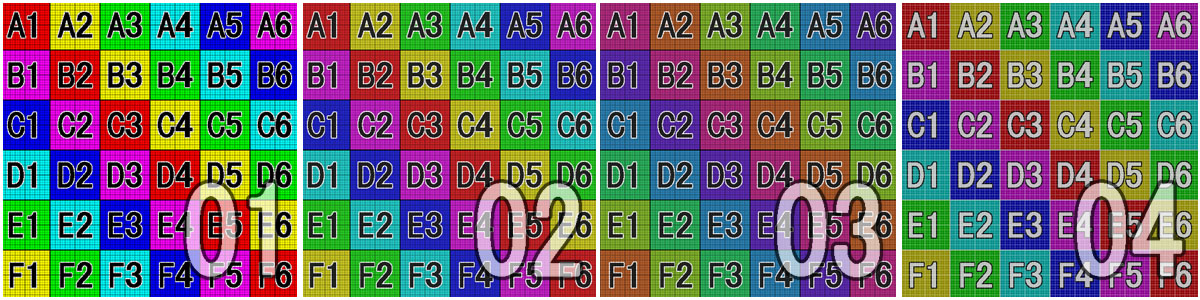 A1 A2 A3 A4 A5 A6 A1 A2 A3 A4 A5 A6 A1 A2 A3 A4 A5 A6 A1 A2 A3 A4 A5 A6
B1 B2 B3 B4 B5 B6 B1 B2 B3 B4 B5 B6 B1 B2 B3 B4 B5 B6 B1 B2 B3 B4 B5 B6
C1 C2 C3 C4 C5 C6 C1 C2 C3 C4 C5 C6 C1 C2 C3 C4 C5 C6 C1 C2 C3 C4 C5 C6
D1 D2 D3 D4 D5 D6 D1 D2 D3 D4 D5 D6 D1 D2 D3 D4 D5 D6 D1 D2 D3 D4 D5 D6
E1 E2 E3 E4 E5 E6 E1 E2 E3 E4 E5 E6 E1 E2 E3 E4 E5 E6 E1 E2 E3 E4 E5 E6
01 02 03 04
F1 F2 F3 F4 F5 F6 F1 F2 F3 F4 F5 F6 F1 F2 F3 F4 F5 F6 F1 F2 F3 F4 F5 F6